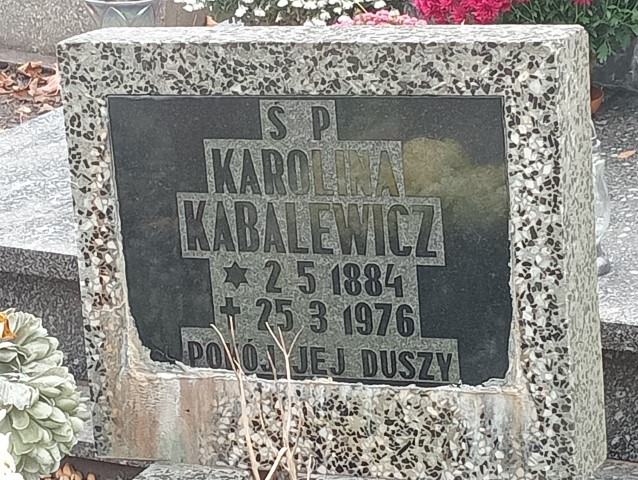 Ś P
KAROLINA
KABALEWICZ
✶ 2 5 1884
✝ 25 3 1976
POKÓJ JEJ DUSZY